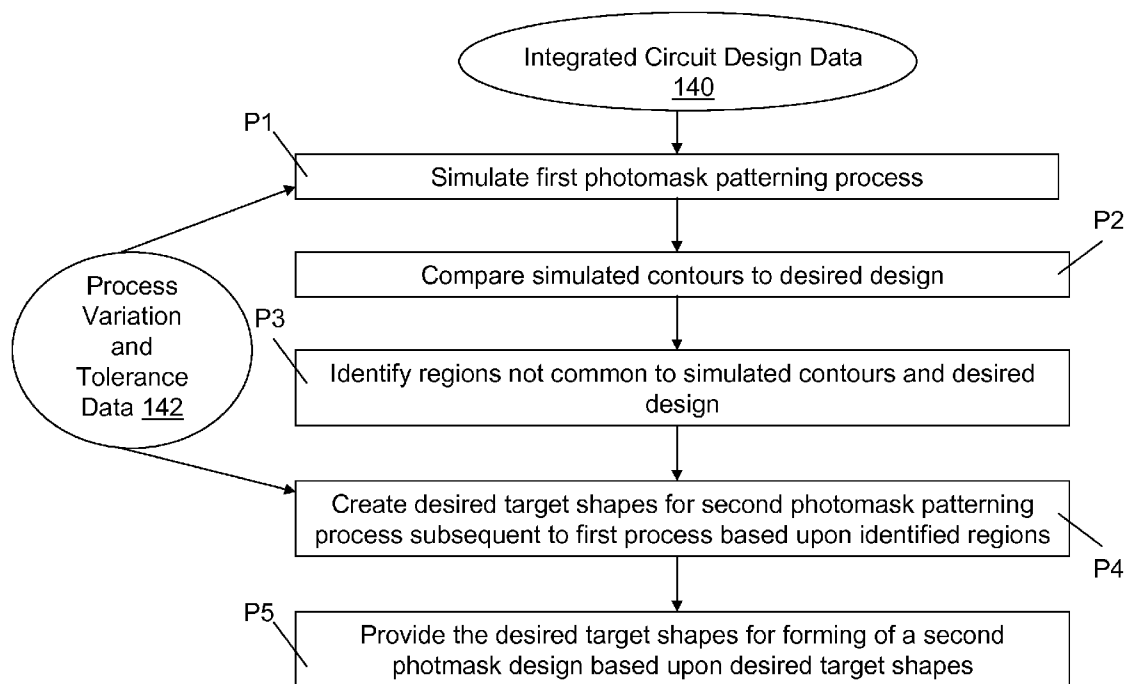 Integrated Circuit Design Data
140
P1
Simulate first photomask patterning process
P2
Compare simulated contours to desired design
Process
Variation
and
Tolerance
Data 142
P3
Identify regions not common to simulated contours and desired
design
Create desired target shapes for second photomask patterning
process subsequent to first process based upon identified regions
P4
P5
Provide the desired target shapes for forming of a second
photmask design based upon desired target shapes